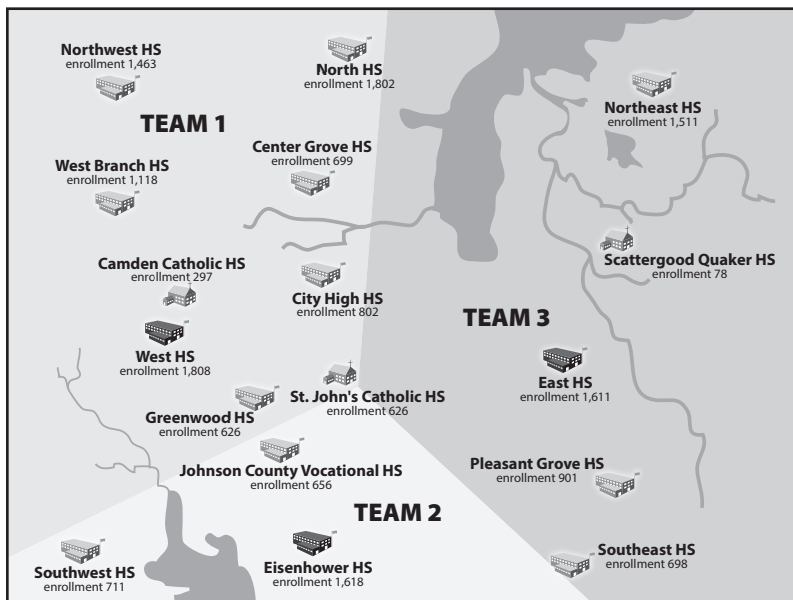 Northwest HS
enrollment 1,463
North HS
enrollment 1,802
Northeast HS
enrollment 1,511
TEAM 1
Center Grove HS
enrollment 699
West Branch HS
enrollment 1,118
Camden Catholic HS
enrollment 297
City High HS
enrollment 802
Scattergood Quaker HS
enrollment 78
TEAM 3
West HS
enrollment 1,808
East HS
enrollment 1,611
St. John's Catholic HS
enrollment 626
Greenwood HS
enrollment 626
Johnson County Vocational HS
enrollment 656
Pleasant Grove HS
enrollment 901
TEAM 2
Southwest HS
enrollment 711
Eisenhower HS
enrollment 1,618
Southeast HS
enrollment 698